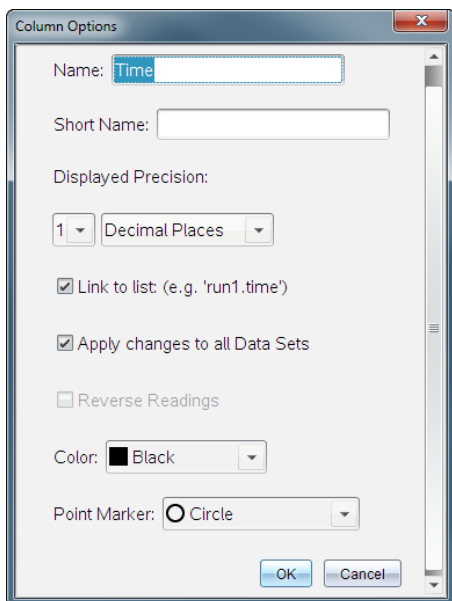 Column Options
Name: Time
Short Name:
Displayed Precision:
1 Decimal Places
Link to list: (e.g. 'run1.time')
Apply changes to all Data Sets
Reverse Readings
Color: Black
Point Marker: Circle
OK Cancel